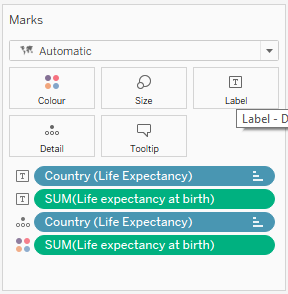 Marks
Automatic
Colour
Size
T
Label
Label - D
Detail
Tooltip
T Country (Life Expectancy)
T SUM(Life expectancy at birth)
Country (Life Expectancy)
SUM(Life expectancy at birth)